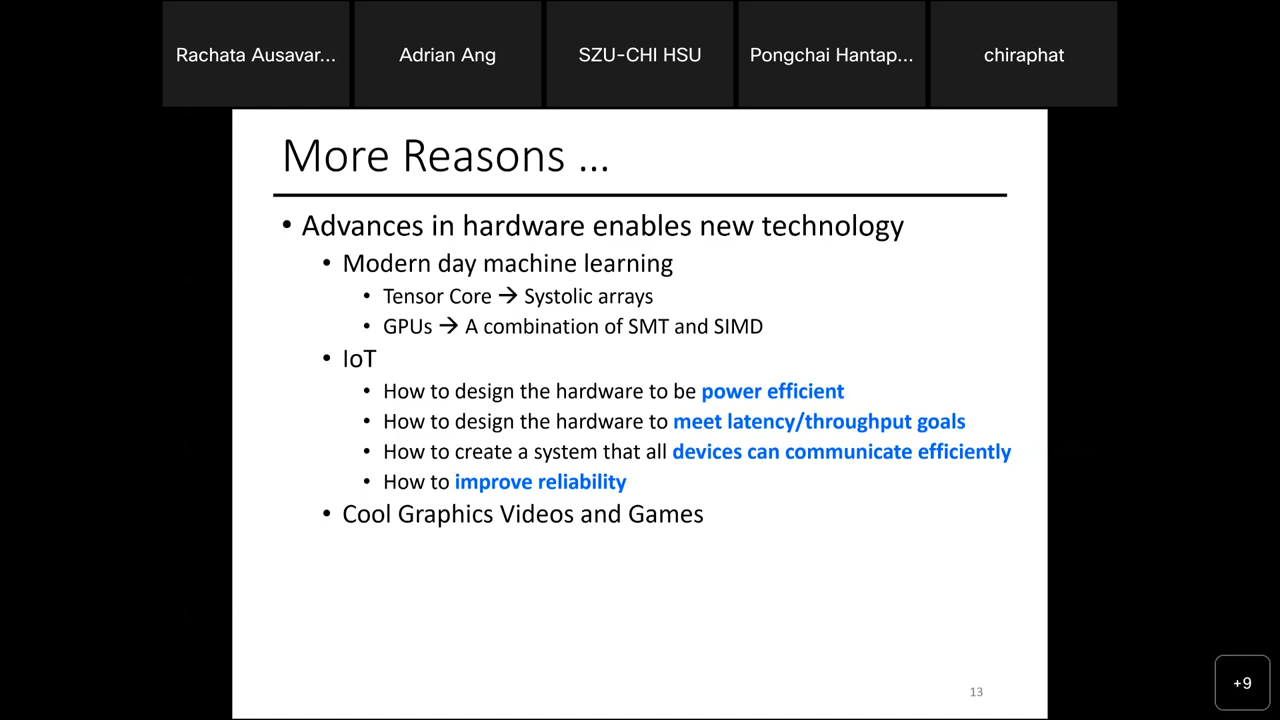 Rachata Ausavar...
Adrian Ang
SZU-CHI HSU
Pongchai Hantap...
chiraphat
More Reasons ...
• Advances in hardware enables new technology
• Modern day machine learning
• Tensor Core → Systolic arrays
• GPUs → A combination of SMT and SIMD
• IoT
• How to design the hardware to be power efficient
• How to design the hardware to meet latency/throughput goals
• How to create a system that all devices can communicate efficiently
• How to improve reliability
• Cool Graphics Videos and Games
13
+9